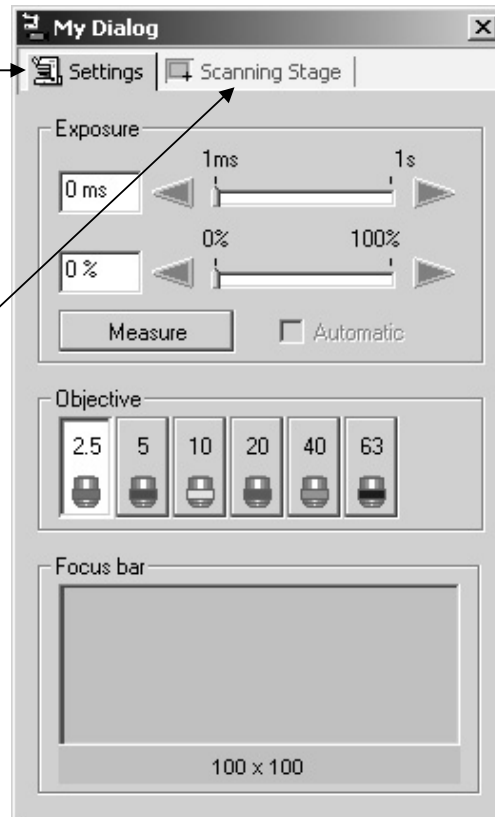 My Dialog
Settings Scanning Stage
Exposure
1ms 1s
0 ms
0% 100%
0 %
Measure Automatic
Objective
2.5 5 10 20 40 63
Focus bar
100 x 100